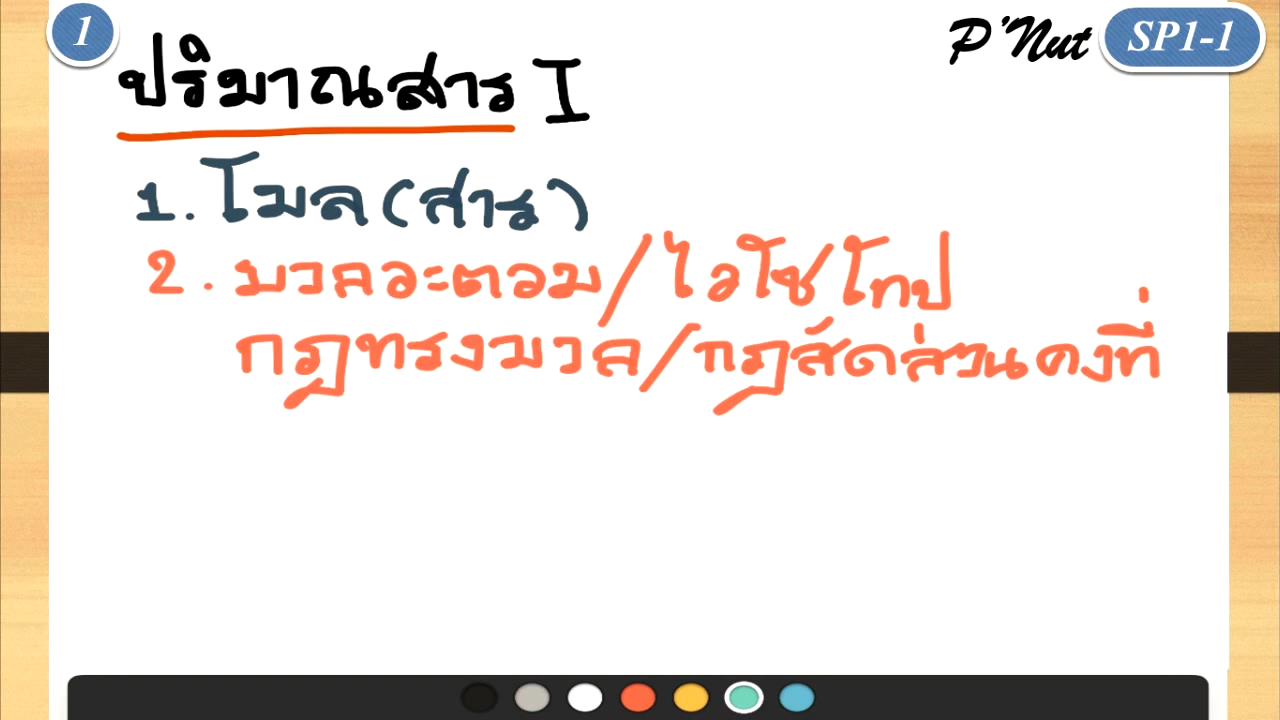 1
P'Nut SP1-1
ปริมาณสาร I
1. โมล (สาร)
2. มวลอะตอม/ไอโซโทป
กฎทรงมวล/กฎสัดส่วนคงที่